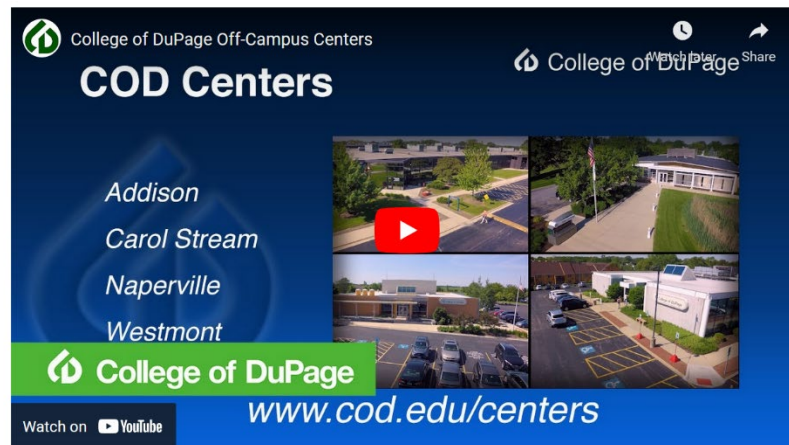 College of DuPage Off-Campus Centers
Watch later
Share
COD Centers
College of DuPage
Addison
Carol Stream
Naperville
Westmont
College of DuPage
Watch on YouTube
www.cod.edu/centers